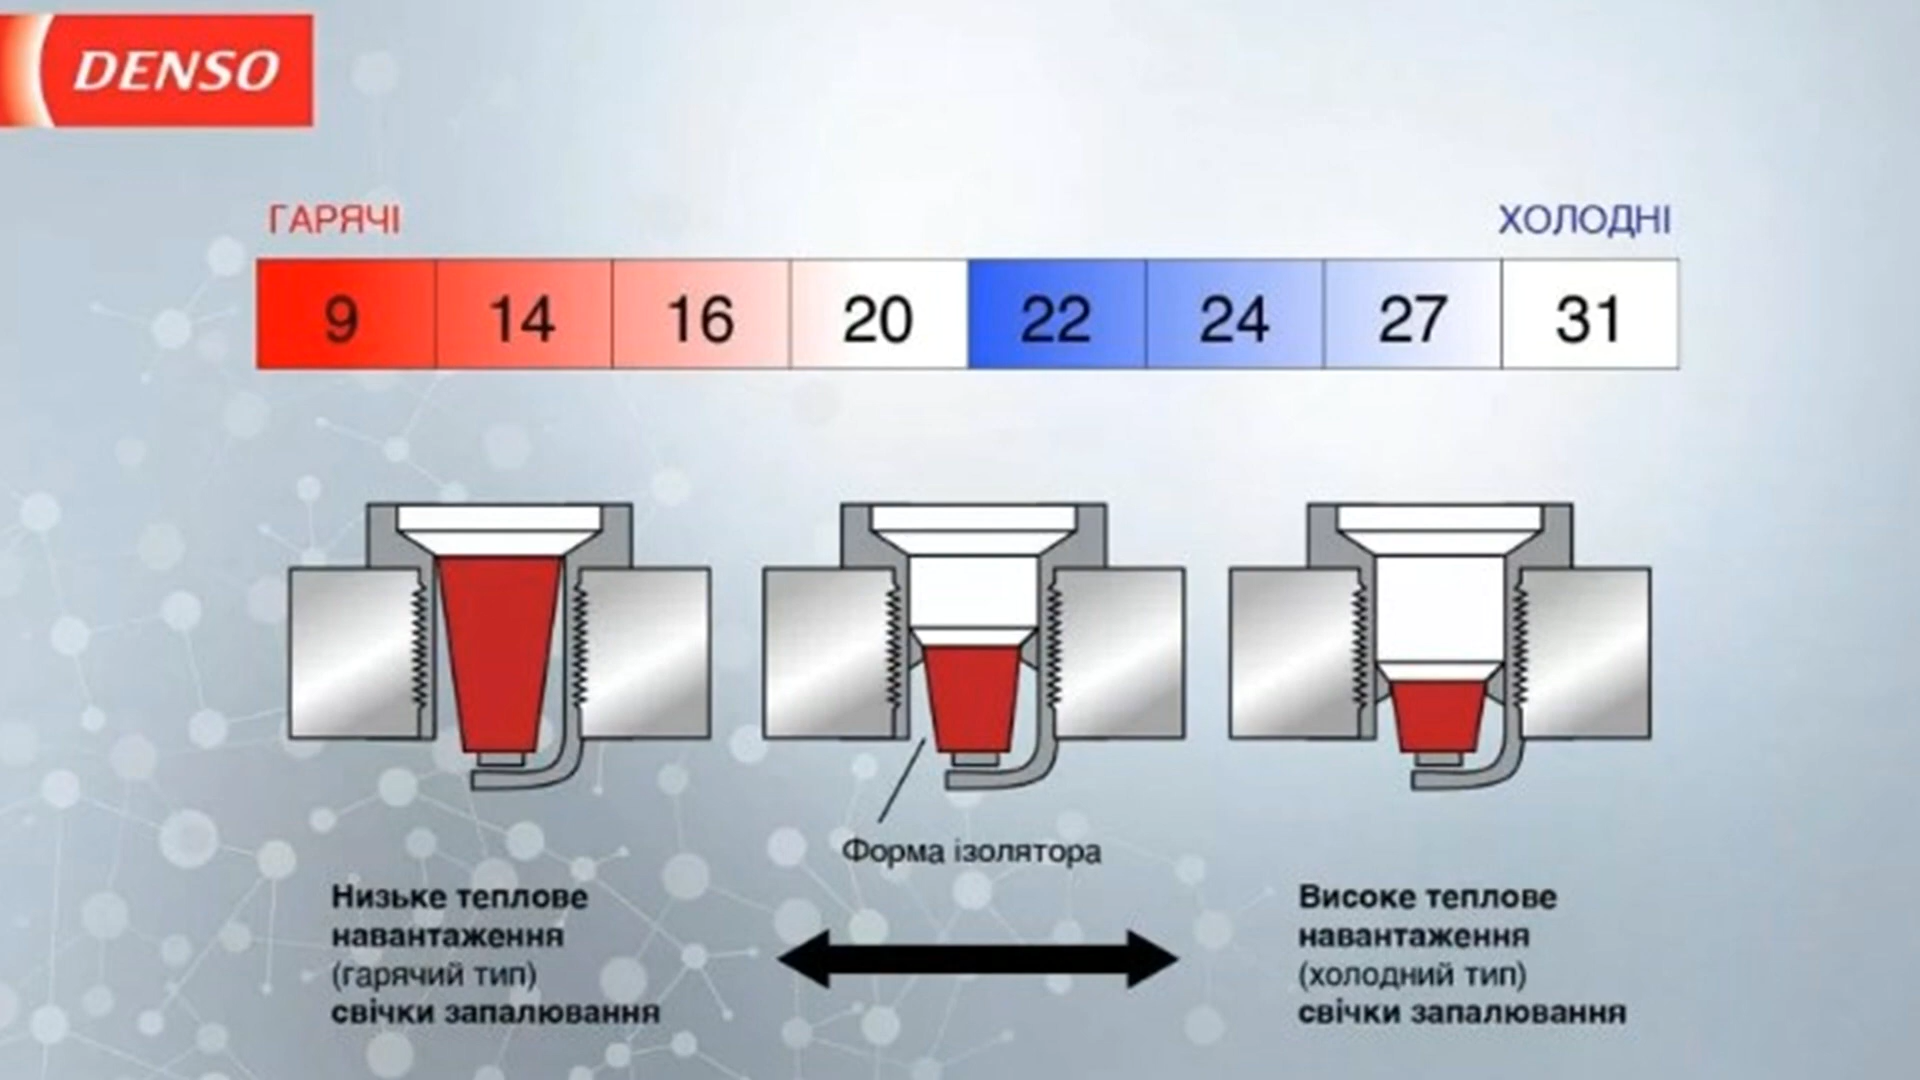 DENSO
ГАРЯЧІ
ХОЛОДНІ
9 14 16 20 22 24 27 31
Форма ізолятора
Низьке теплове
навантаження
(гарячий тип)
свічки запалювання
Високе теплове
навантаження
(холодний тип)
свічки запалювання